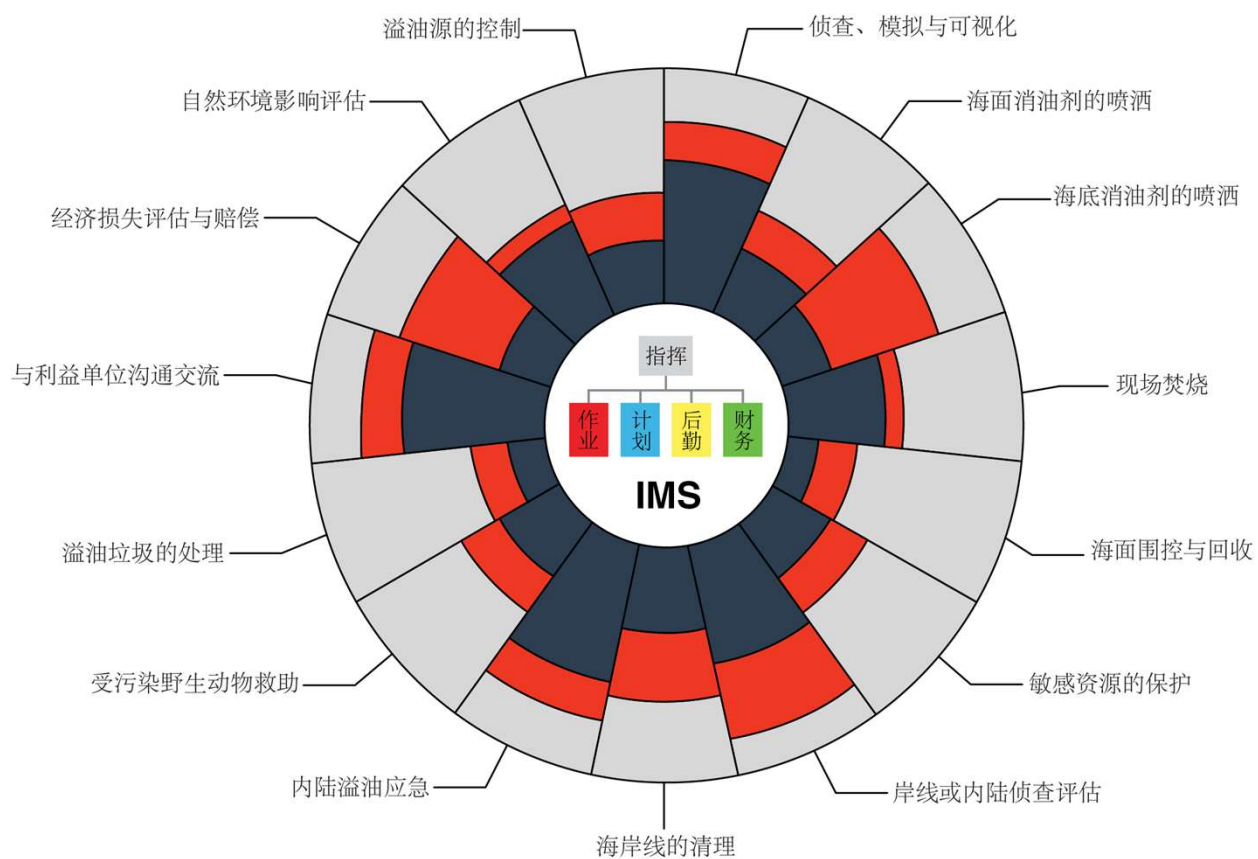 溢油源的控制
侦查、模拟与可视化
自然环境影响评估
海面消油剂的喷洒
经济损失评估与赔偿
海底消油剂的喷洒
与利益单位沟通交流
现场焚烧
指挥
作业
计划
后勤
财务
IMS
溢油垃圾的处理
海面围控与回收
受污染野生动物救助
敏感资源的保护
内陆溢油应急
岸线或内陆侦查评估
海岸线的清理